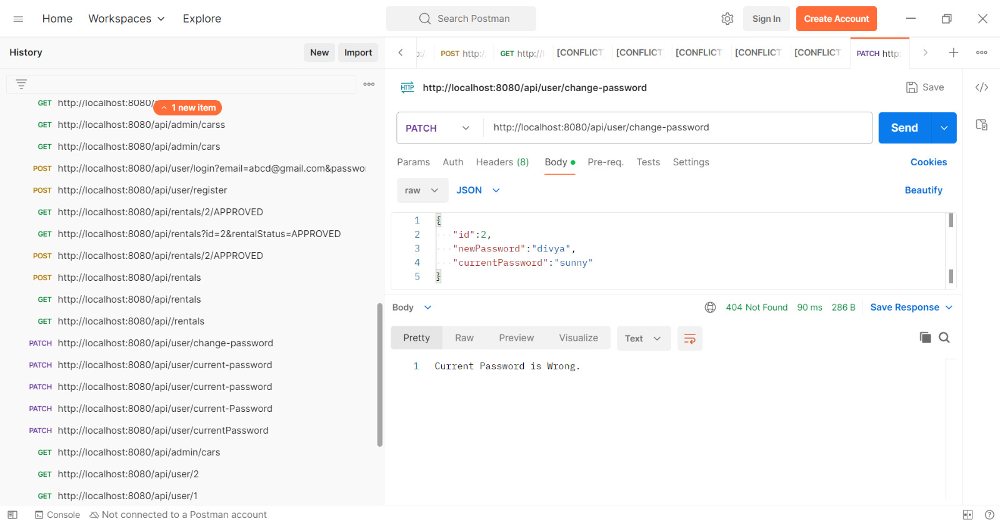 Home Workspaces Explore Search Postman Sign In Create Account
History New Import
POST http:/ GET http:// [CONFLICT [CONFLICT [CONFLICT [CONFLICT [CONFLICT PATCH http:
http://localhost:8080/api/user/change-password Save
GET http://localhost:8080/
1 new item
GET http://localhost:8080/api/admin/carss
GET http://localhost:8080/api/admin/cars
POST http://localhost:8080/api/user/login?email=abcd@gmail.com&passwo
POST http://localhost:8080/api/user/register
GET http://localhost:8080/api/rentals/2/APPROVED
GET http://localhost:8080/api/rentals?id=2&rentalStatus=APPROVED
POST http://localhost:8080/api/rentals/2/APPROVED
POST http://localhost:8080/api/rentals
GET http://localhost:8080/api/rentals
GET http://localhost:8080/api//rentals
PATCH http://localhost:8080/api/user/change-password
PATCH http://localhost:8080/api/user/current-password
PATCH http://localhost:8080/api/user/current-password
PATCH http://localhost:8080/api/user/current-Password
PATCH http://localhost:8080/api/user/currentPassword
GET http://localhost:8080/api/admin/cars
GET http://localhost:8080/api/user/2
GET http://localhost:8080/api/user/1
PATCH http://localhost:8080/api/user/change-password Send
Params Auth Headers (8) Body Pre-req. Tests Settings Cookies
raw JSON Beautify
1 {
2 "id":2,
3 "newPassword":"divya",
4 "currentPassword":"sunny"
5 }
Body 404 Not Found 90 ms 286 B Save Response
Pretty Raw Preview Visualize Text
1 Current Password is Wrong.
Console Not connected to a Postman account